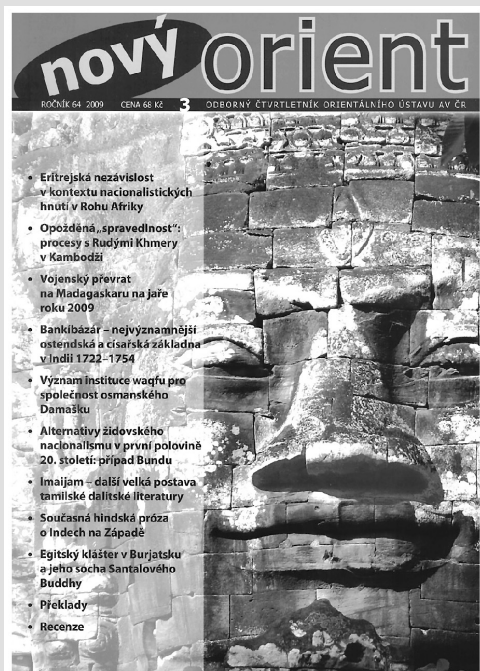 nový orient
ROČNÍK 64 2009 CENA 68 Kč 3 ODBORNÝ ČTVRTLETNÍK ORIENTÁLNÍHO ÚSTAVU AV ČR
• Eritrejská nezávislost
v kontextu nacionalistických
hnutí v Rohu Afriky
• Opožděná „spravedlnost“:
procesy s Rudými Khmery
v Kambodži
• Vojenský převrat
na Madagaskaru na jaře
roku 2009
• Bankíbázár – nejvýznamnější
ostendská a císařská základna
v Indii 1722–1754
• Význam instituce waqfu pro
společnost osmanského
Damašku
• Alternativy židovského
nacionalismu v první polovině
20. století: případ Bundu
• Imaijam – další velká postava
tamilské dalitské literatury
• Současná hindská próza
o Indech na Západě
• Egitský klášter v Burjatsku
a jeho socha Santalového
Buddhy
• Překlady
• Recenze